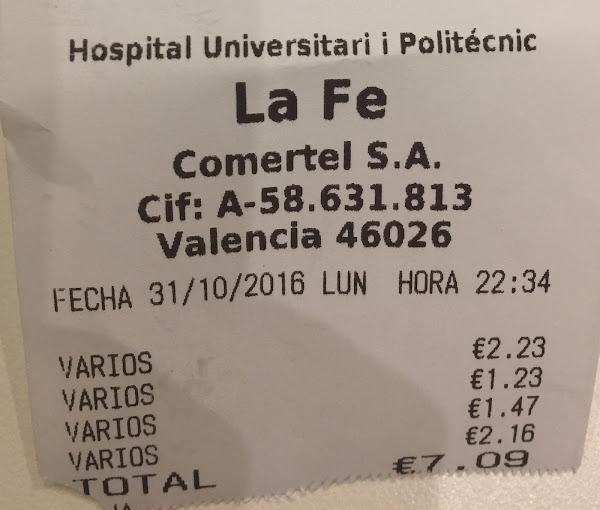 Hospital Universitari i Politécnic
La Fe
Comertel S.A.
Cif: A-58.631.813
Valencia 46026
FECHA 31/10/2016 LUN HORA 22:34
VARIOS €2.23
VARIOS €1.23
VARIOS €1.47
VARIOS €2.16
TOTAL €7.09